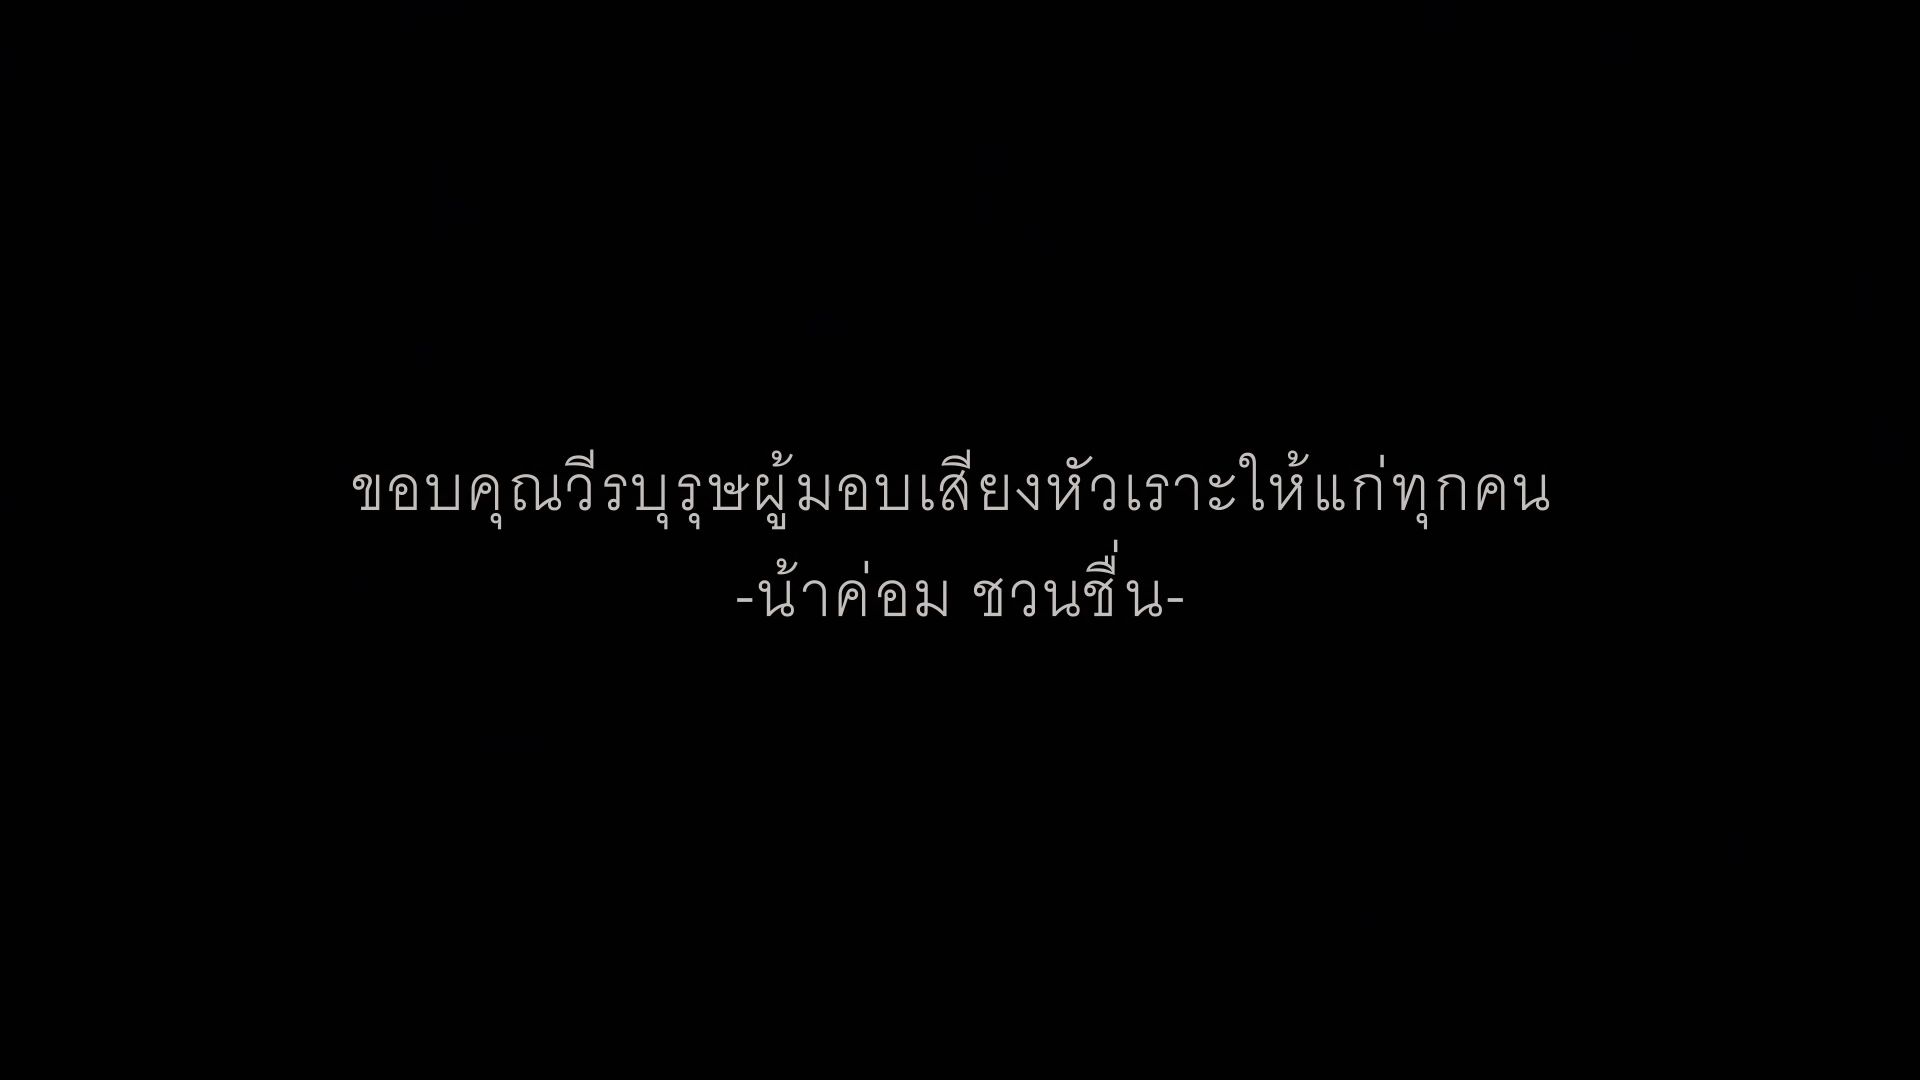 ขอบคุณวีรบุรุษผู้มอบเสียงหัวเราะให้แก่ทุกคน
-น้าค่อม ชวนชื่น-